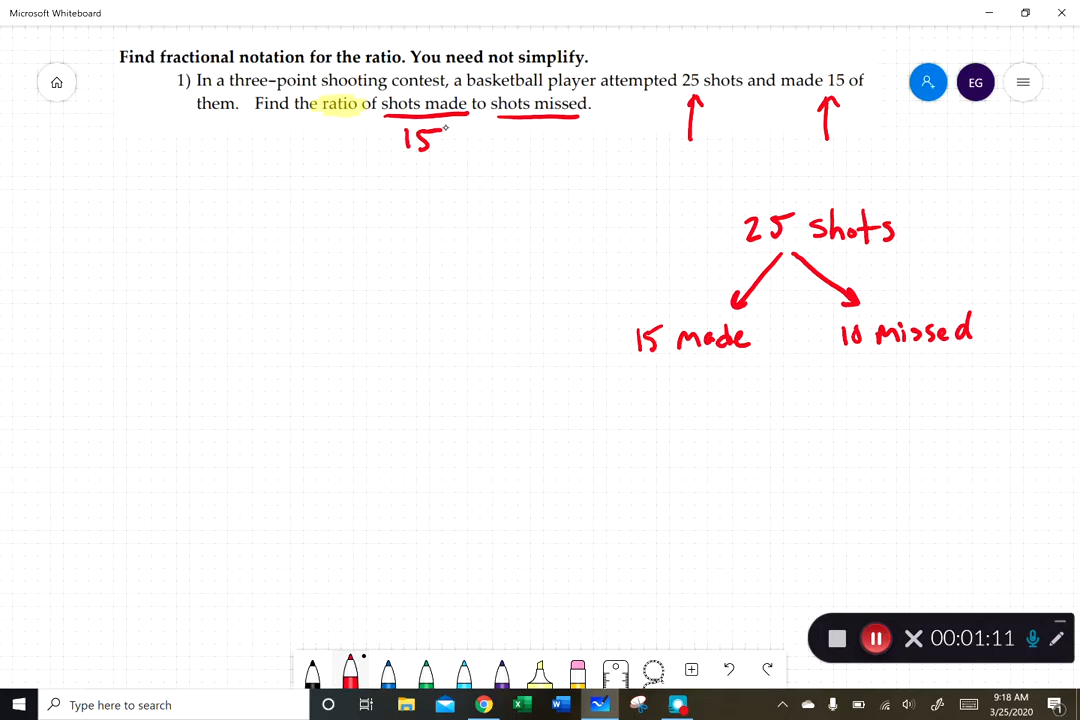 Microsoft Whiteboard
Find fractional notation for the ratio. You need not simplify.
1) In a three-point shooting contest, a basketball player attempted 25 shots and made 15 of
them. Find the ratio of shots made to shots missed.
EG
15
25 shots
15 made
10 missed
00:01:11
Type here to search
9:18 AM
3/25/2020
1